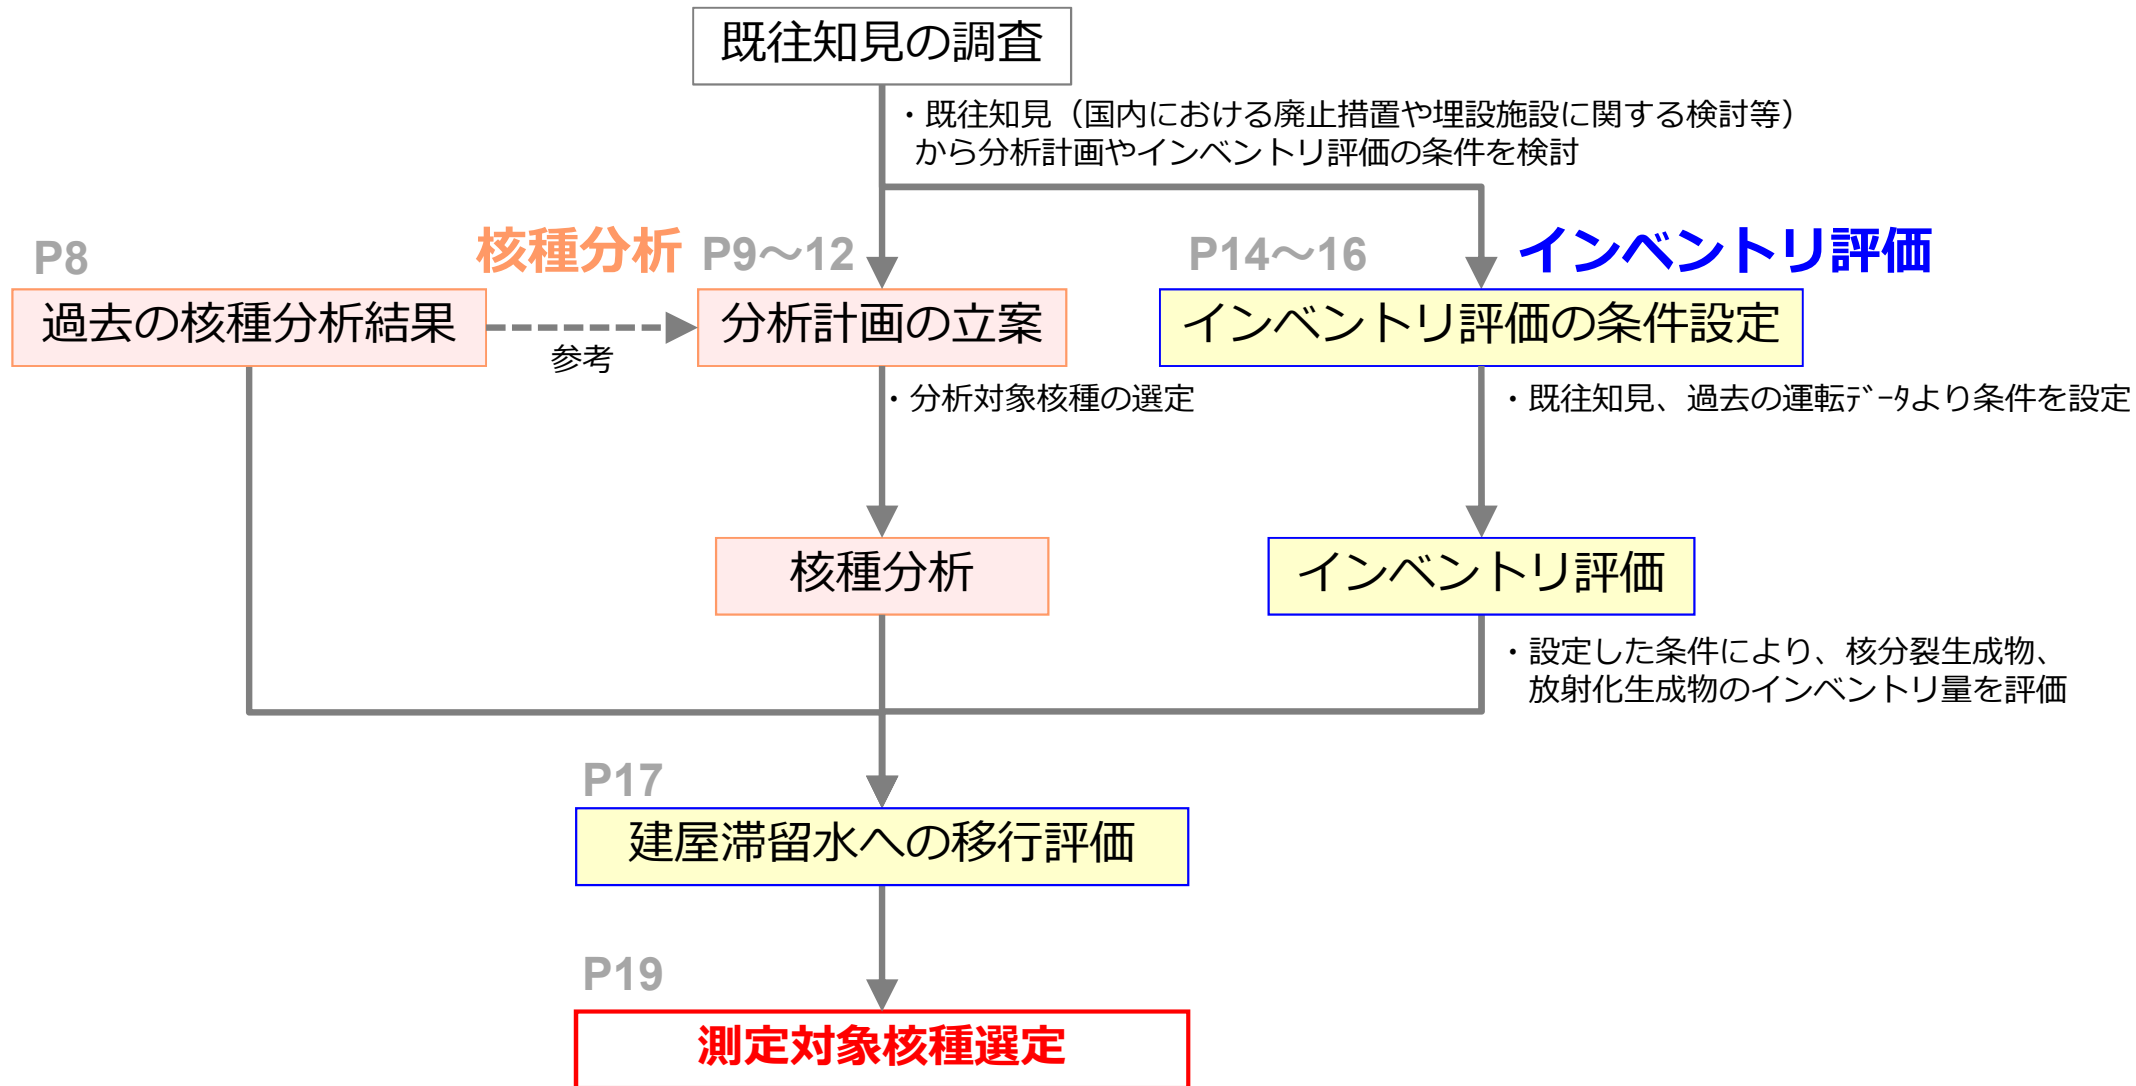 既往知見の調査
・既往知見（国内における廃止措置や埋設施設に関する検討等）
から分析計画やインベントリ評価の条件を検討
P8
核種分析
P9～12
P14～16
インベントリ評価
過去の核種分析結果
参考
分析計画の立案
インベントリ評価の条件設定
・分析対象核種の選定
・既往知見、過去の運転ﾃﾞｰﾀより条件を設定
核種分析
インベントリ評価
・設定した条件により、核分裂生成物、
放射化生成物のインベントリ量を評価
P17
建屋滞留水への移行評価
P19
測定対象核種選定